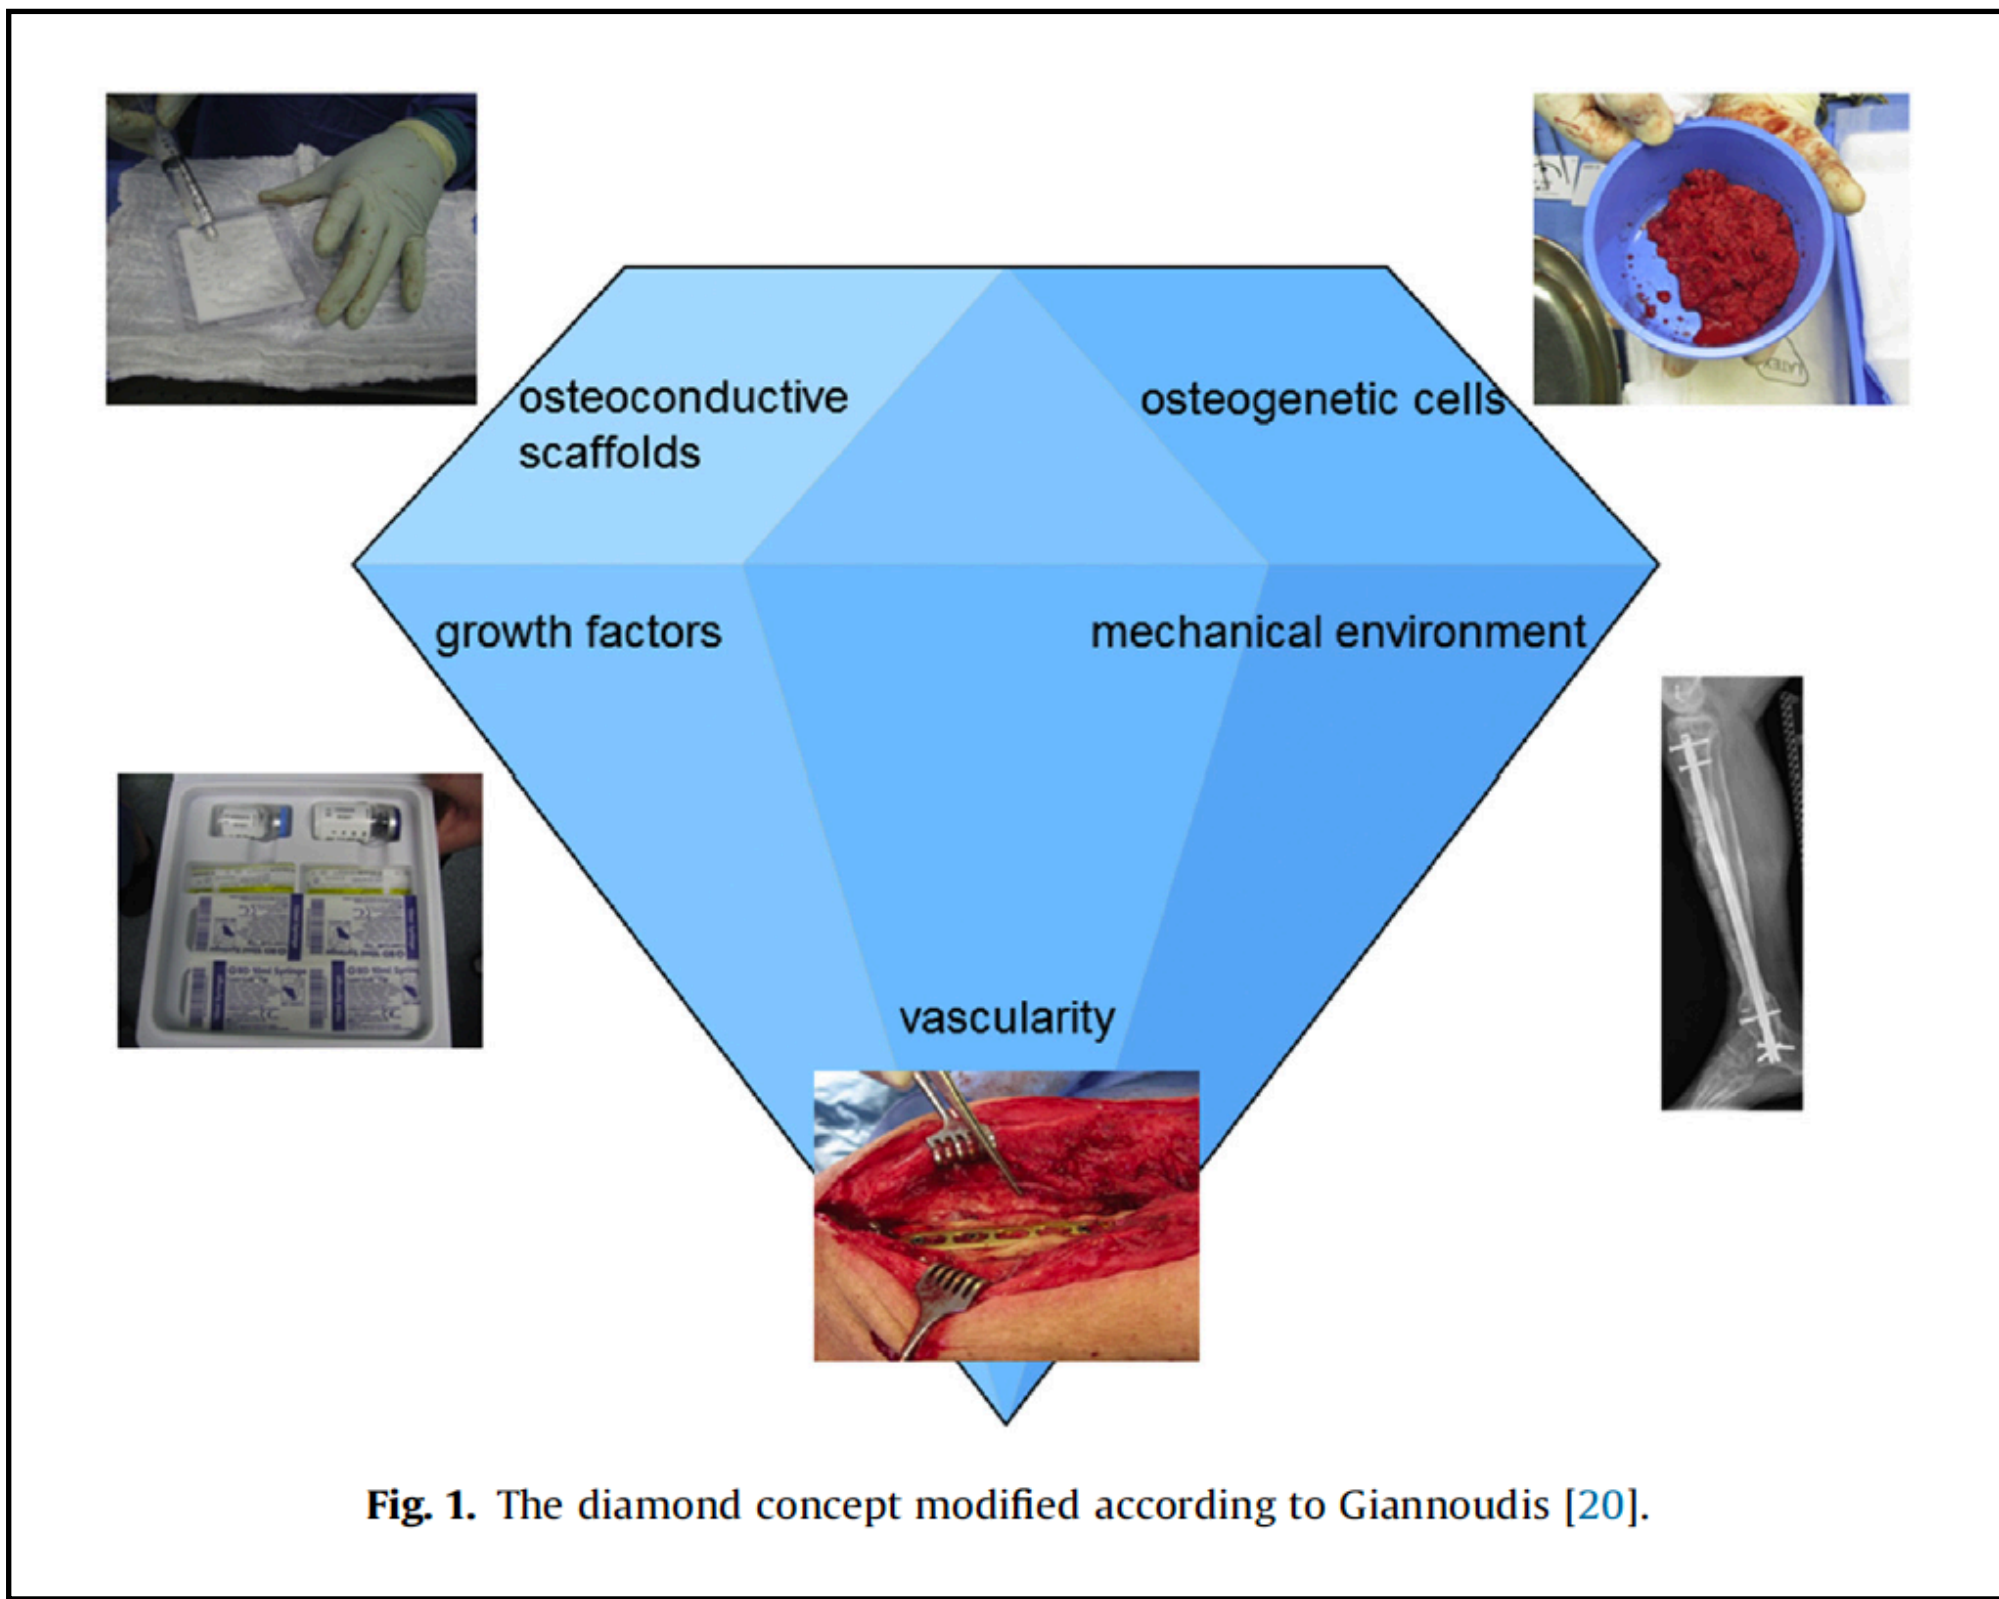 osteoconductive
scaffolds
osteogenetic cells
growth factors
mechanical environment
vascularity
LATEX
Fig. 1. The diamond concept modified according to Giannoudis [20].